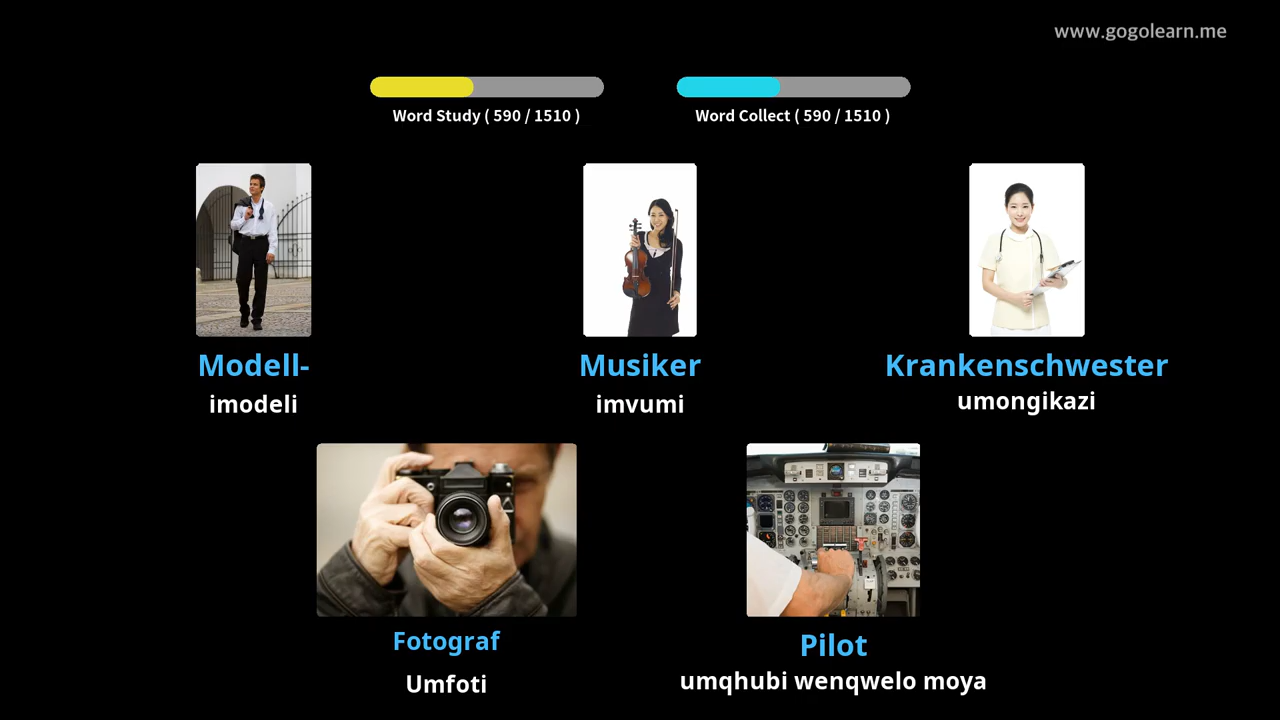 www.gogolearn.me
Word Study ( 590 / 1510 )
Word Collect ( 590 / 1510 )
Modell-
imodeli
Musiker
imvumi
Krankenschwester
umongikazi
Fotograf
Umfoti
Pilot
umqhubi wenqwelo moya